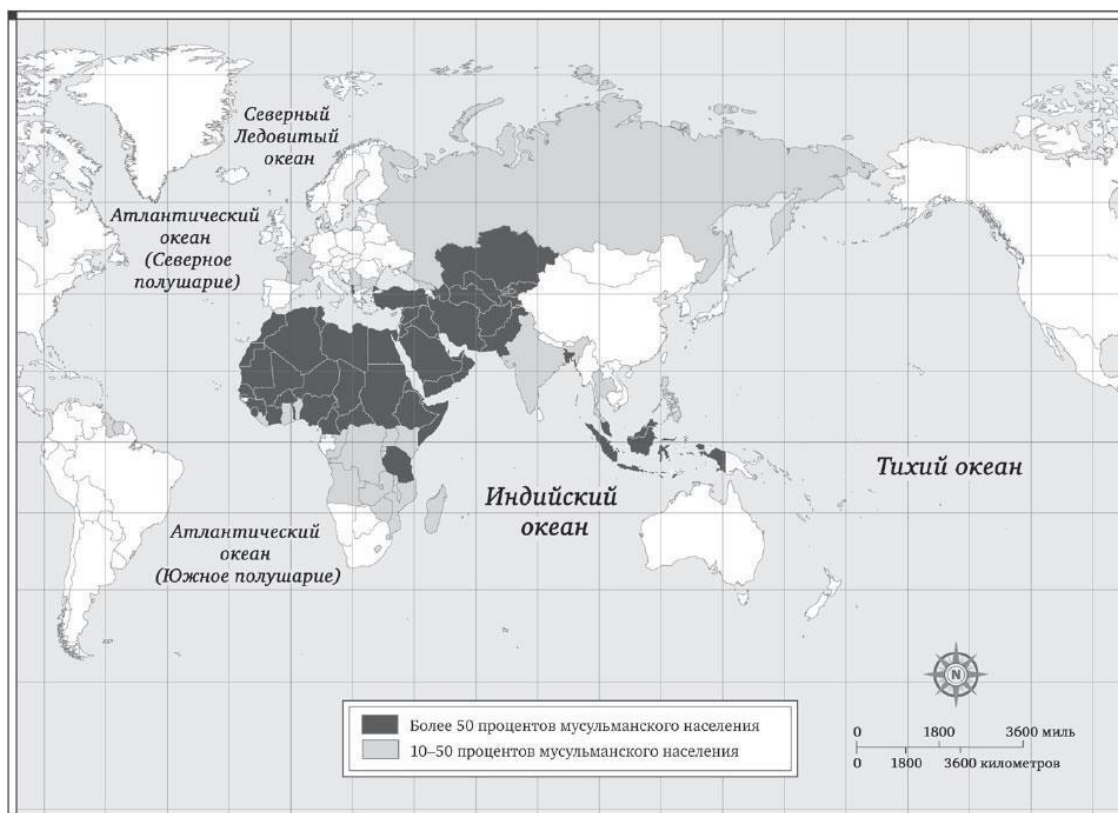 Северный
Ледовитый
океан
Атлантический
океан
(Северное
полушарие)
Тихий океан
Индийский
океан
Атлантический
океан
(Южное полушарие)
N
Более 50 процентов мусульманского населения
10–50 процентов мусульманского населения
0 1800 3600 миль
0 1800 3600 километров